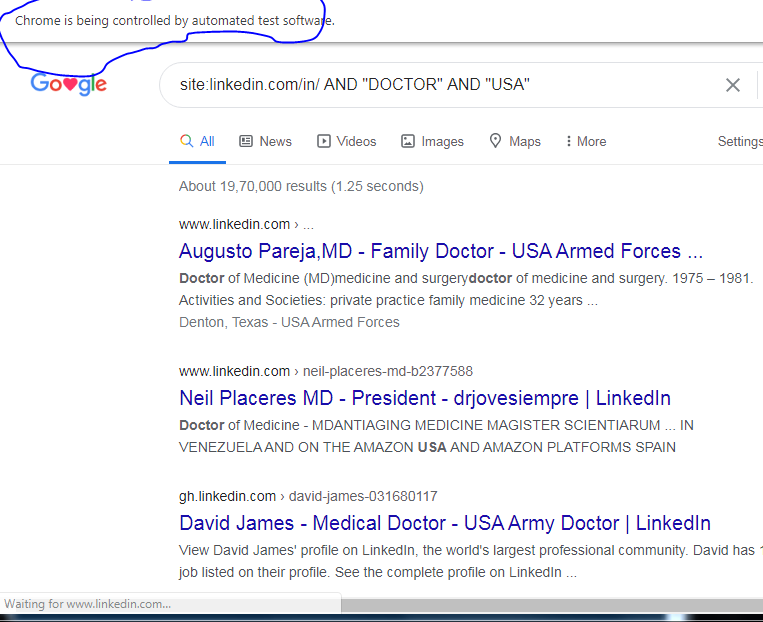 Chrome is being controlled by automated test software.
Google
site:linkedin.com/in/ AND "DOCTOR" AND "USA"
All News Videos Images Maps More Settings
About 19,70,000 results (1.25 seconds)
www.linkedin.com › ...
Augusto Pareja,MD - Family Doctor - USA Armed Forces ...
Doctor of Medicine (MD)medicine and surgerydoctor of medicine and surgery. 1975 – 1981.
Activities and Societies: private practice family medicine 32 years ...
Denton, Texas - USA Armed Forces
www.linkedin.com › neil-placeres-md-b2377588
Neil Placeres MD - President - drjovesiempre | LinkedIn
Doctor of Medicine - MDANTIAGING MEDICINE MAGISTER SCIENTIARUM ... IN
VENEZUELA AND ON THE AMAZON USA AND AMAZON PLATFORMS SPAIN
gh.linkedin.com › david-james-031680117
David James - Medical Doctor - USA Army Doctor | LinkedIn
View David James' profile on LinkedIn, the world's largest professional community. David has 1
job listed on their profile. See the complete profile on LinkedIn ...
Waiting for www.linkedin.com...